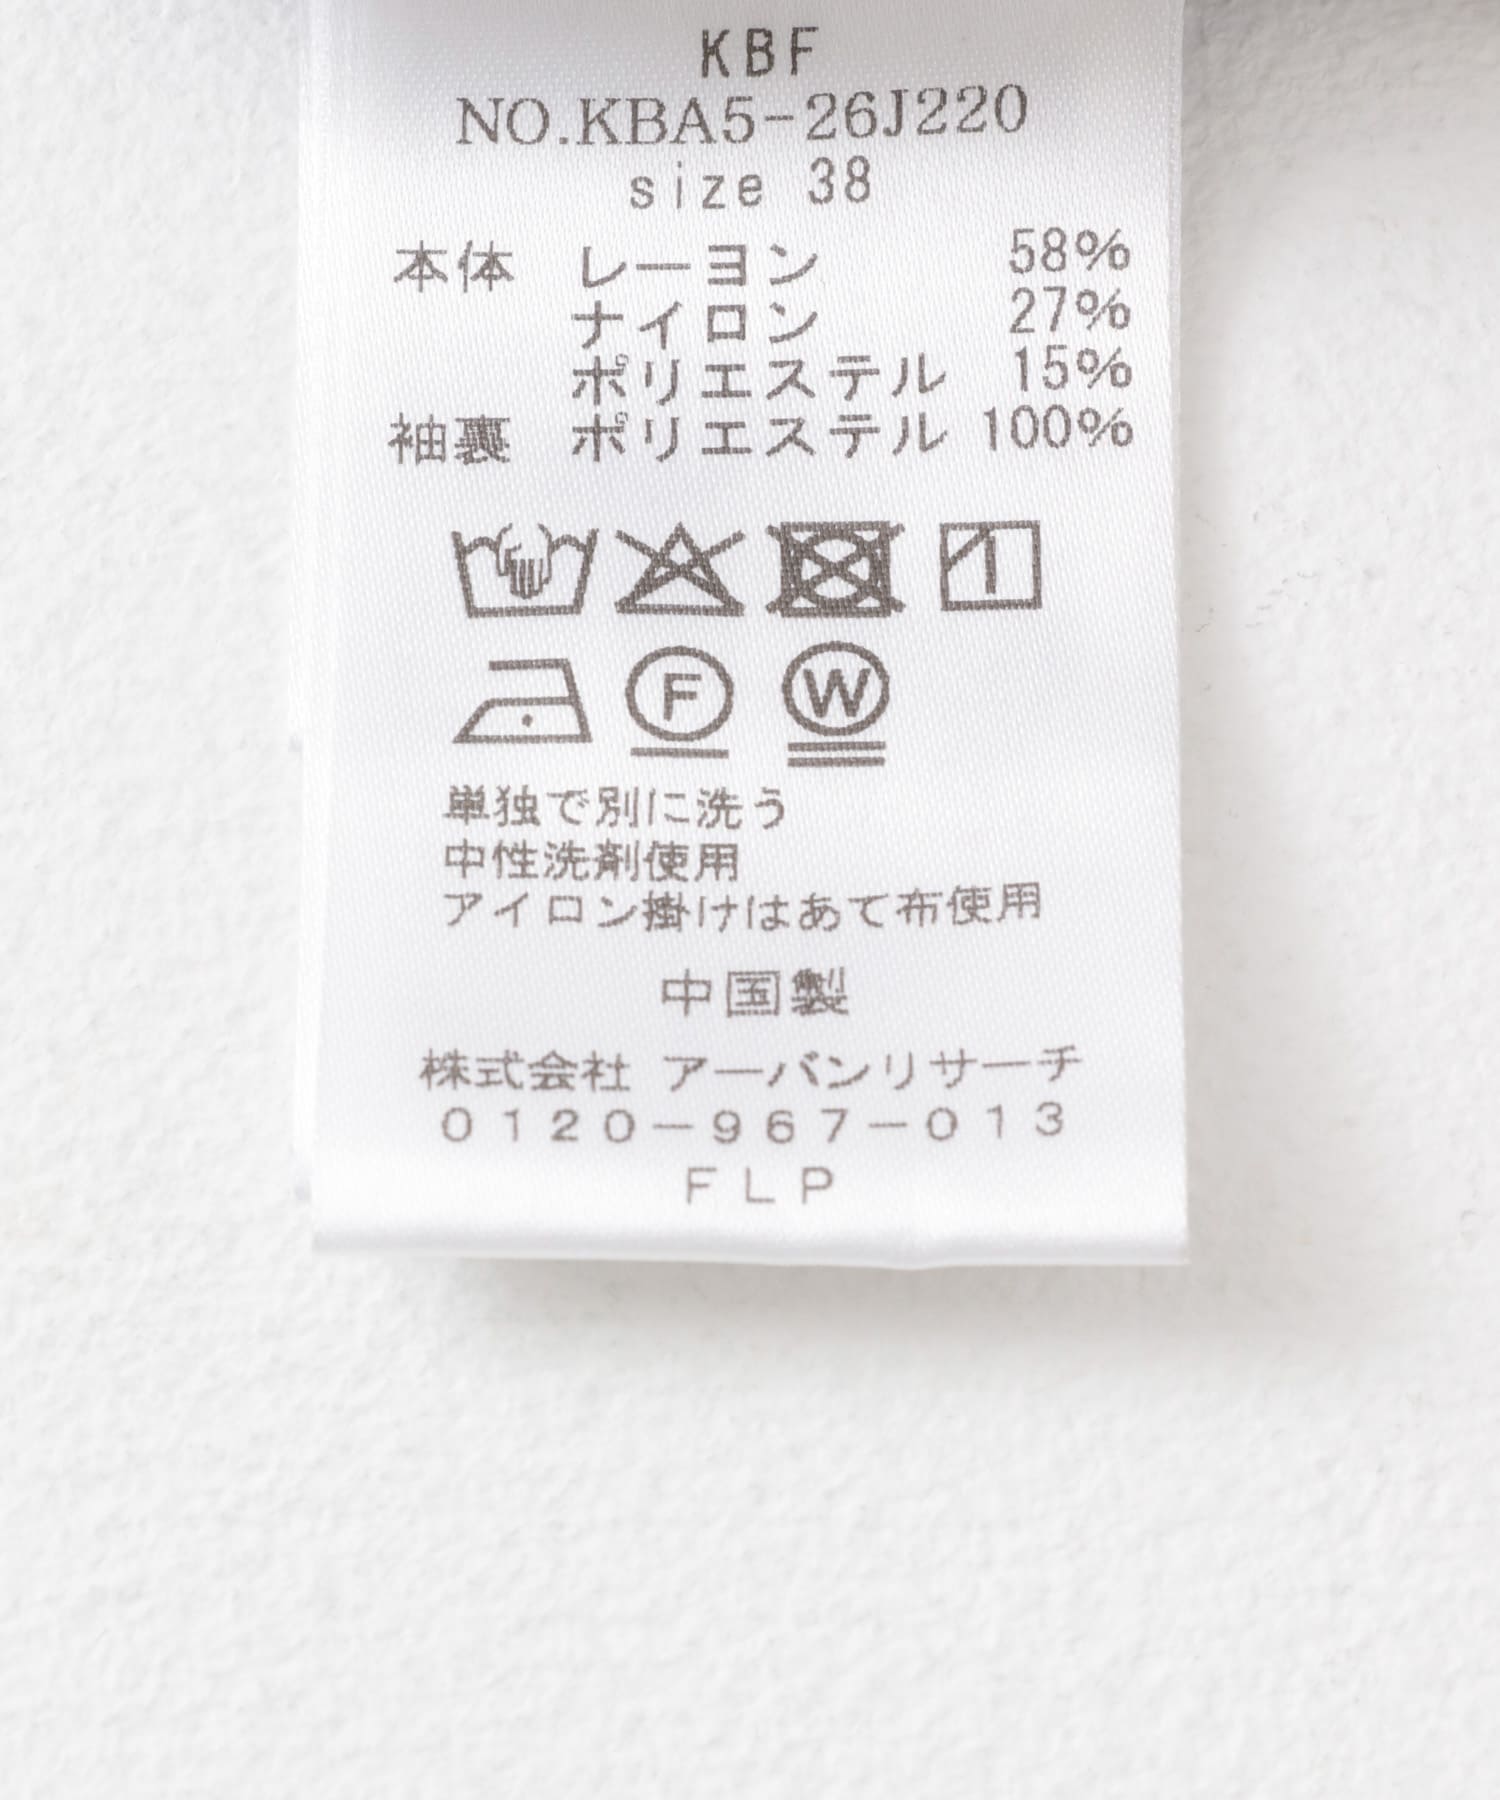 KBF
NO.KBA5-26J220
size 38
本体 レーヨン 58%
ナイロン 27%
ポリエステル 15%
袖裏 ポリエステル 100%
F W
単独で別に洗う
中性洗剤使用
アイロン掛けはあて布使用
中国製
株式会社 アーバンリサーチ
0120-967-013
FLP